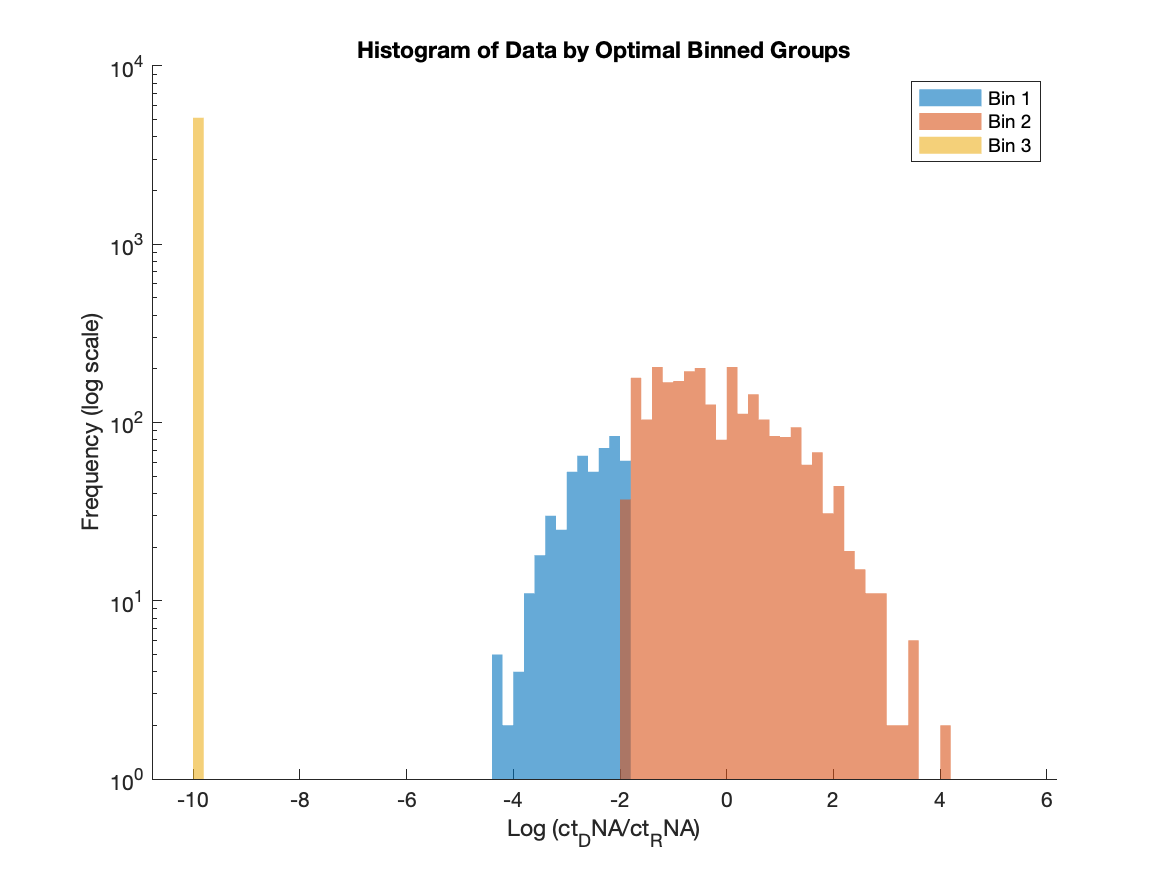 Histogram of Data by Optimal Binned Groups
Bin 1
Bin 2
Bin 3
Frequency (log scale)
10^4
10^3
10^2
10^1
10^0
-10 -8 -6 -4 -2 0 2 4 6
Log (ct_DNA/ct_RNA)